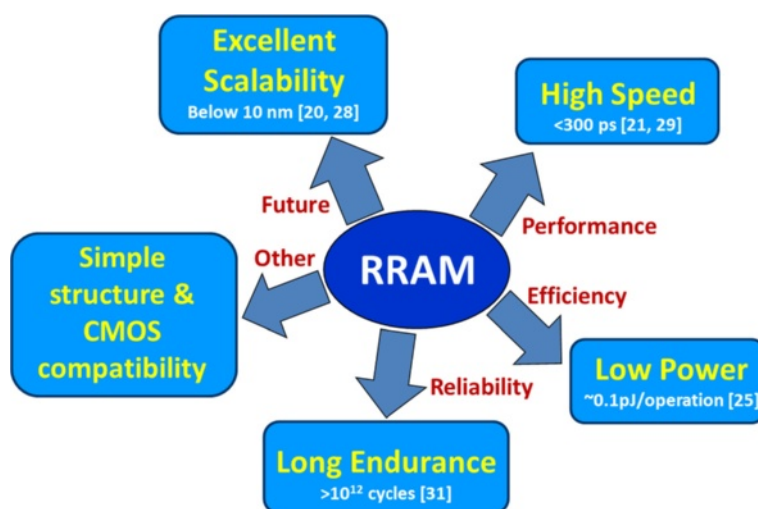 Excellent
Scalability
Below 10 nm [20, 28]
High Speed
<300 ps [21, 29]
Future
Performance
Other
RRAM
Simple
structure &
CMOS
compatibility
Efficiency
Low Power
~0.1pJ/operation [25]
Reliability
Long Endurance
>10¹² cycles [31]